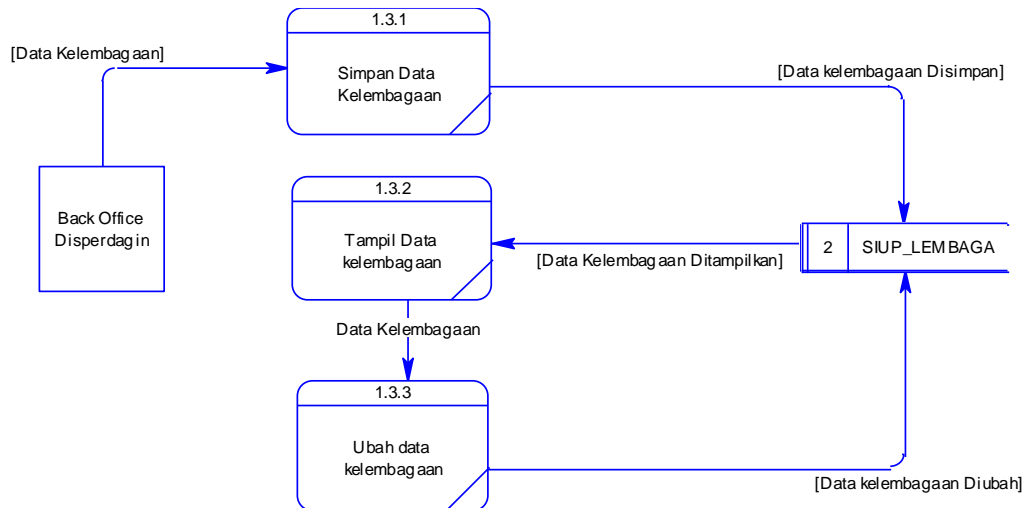 1.3.1
[Data Kelembagaan]
Simpan Data
Kelembagaan
[Data kelembagaan Disimpan]
1.3.2
Back Office
Disperdagin
Tampil Data
kelembagaan
[Data Kelembagaan Ditampilkan]
2
SIUP_LEMBAGA
Data Kelembagaan
1.3.3
Ubah data
kelembagaan
[Data kelembagaan Diubah]